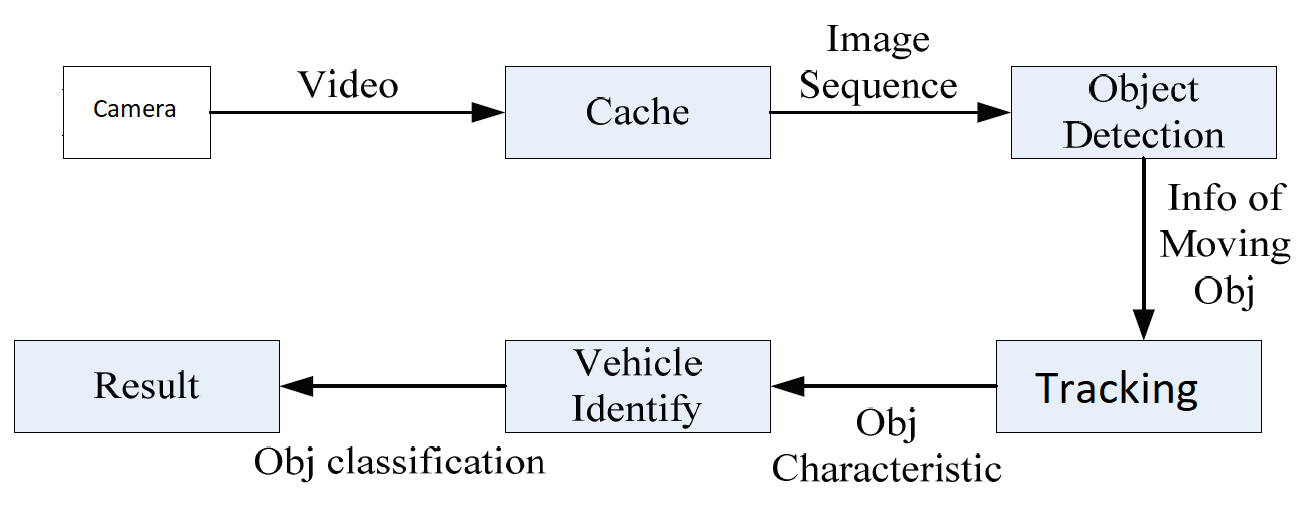 Camera
Video
Cache
Image
Sequence
Object
Detection
Info of
Moving
Obj
Tracking
Obj
Characteristic
Vehicle
Identify
Obj classification
Result